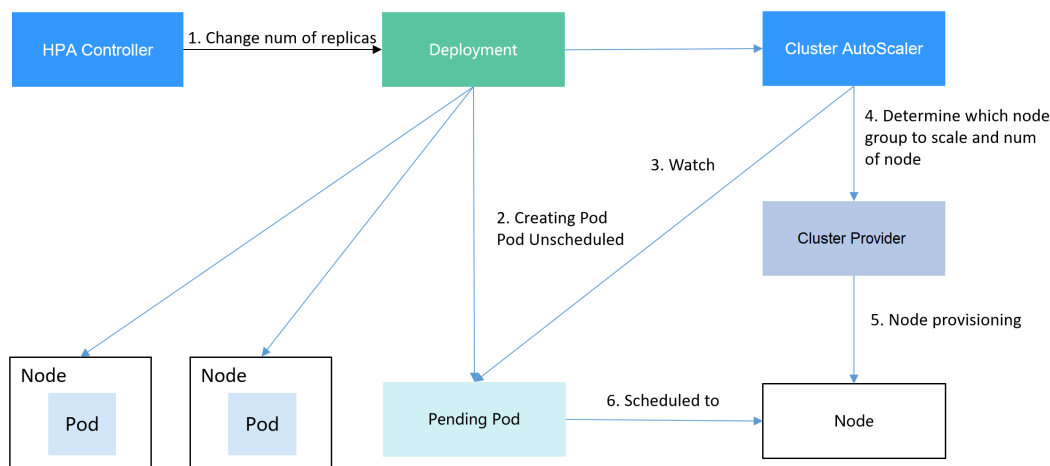 HPA Controller
1. Change num of replicas
Deployment
Cluster AutoScaler
4. Determine which node
group to scale and num
of node
3. Watch
2. Creating Pod
Pod Unscheduled
Cluster Provider
5. Node provisioning
Node
Pod
Node
Pod
Pending Pod
6. Scheduled to
Node